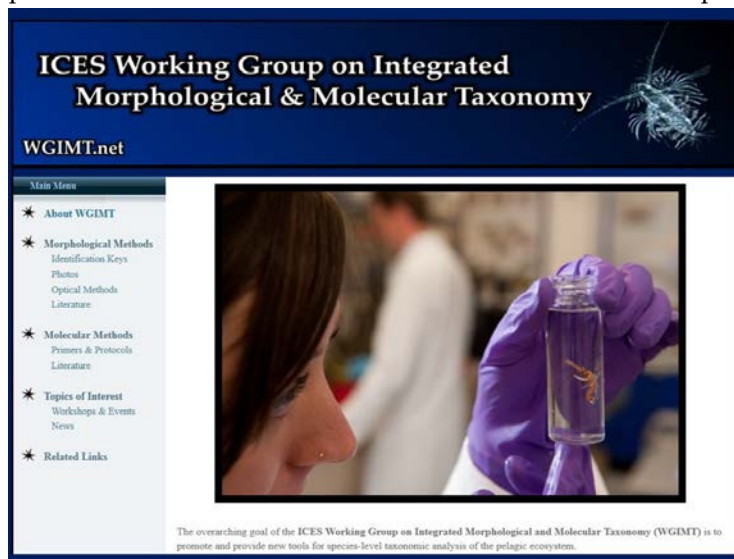 ICES Working Group on Integrated
Morphological & Molecular Taxonomy
WGIMT.net
Main Menu
About WGIMT
Morphological Methods
Identification Keys
Photos
Optical Methods
Literature
Molecular Methods
Primers & Protocols
Literature
Topics of Interest
Workshops & Events
News
Related Links
The overarching goal of the ICES Working Group on Integrated Morphological and Molecular Taxonomy (WGIMT) is to
promote and provide new tools for species-level taxonomic analysis of the pelagic ecosystem.